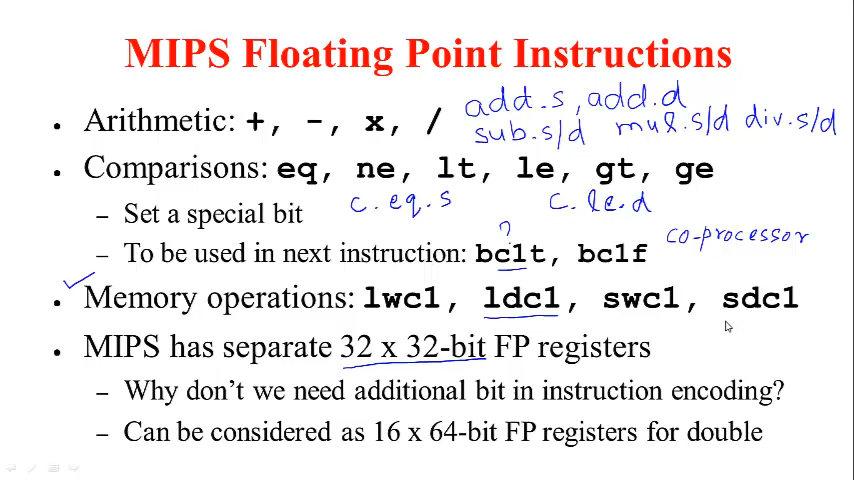 MIPS Floating Point Instructions
• Arithmetic: +, -, x, / add.s, add.d
sub.s/d mul.s/d div.s/d
• Comparisons: eq, ne, lt, le, gt, ge
c.eq.s c.le.d
– Set a special bit
?
– To be used in next instruction: bc1t, bc1f co-processor
• Memory operations: lwc1, ldc1, swc1, sdc1
• MIPS has separate 32 x 32-bit FP registers
– Why don't we need additional bit in instruction encoding?
– Can be considered as 16 x 64-bit FP registers for double